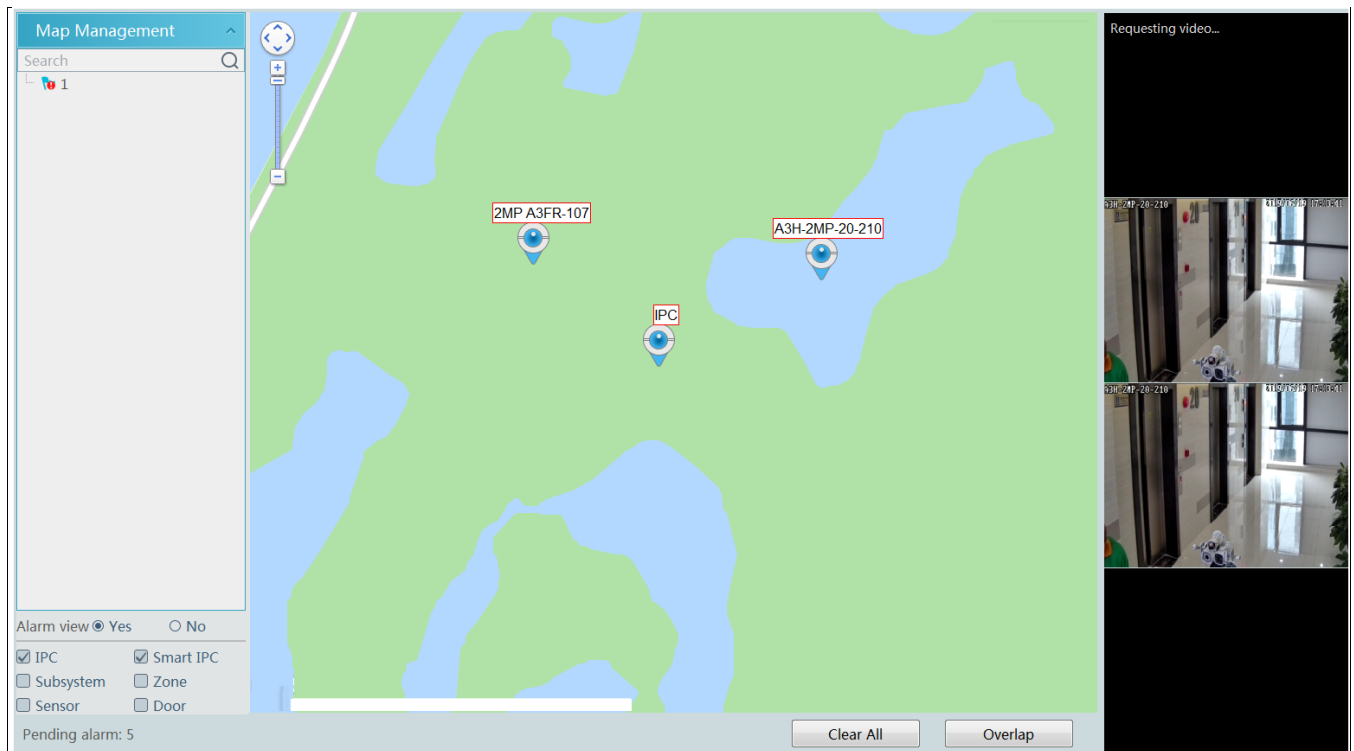 Map Management
Search
1
2MP A3FR-107
A3H-2MP-20-210
IPC
Requesting video...
A3H-2MP-20-210
20
A3H-2MP-20-210
20
Alarm view Yes No
IPC Smart IPC
Subsystem Zone
Sensor Door
Pending alarm: 5
Clear All Overlap